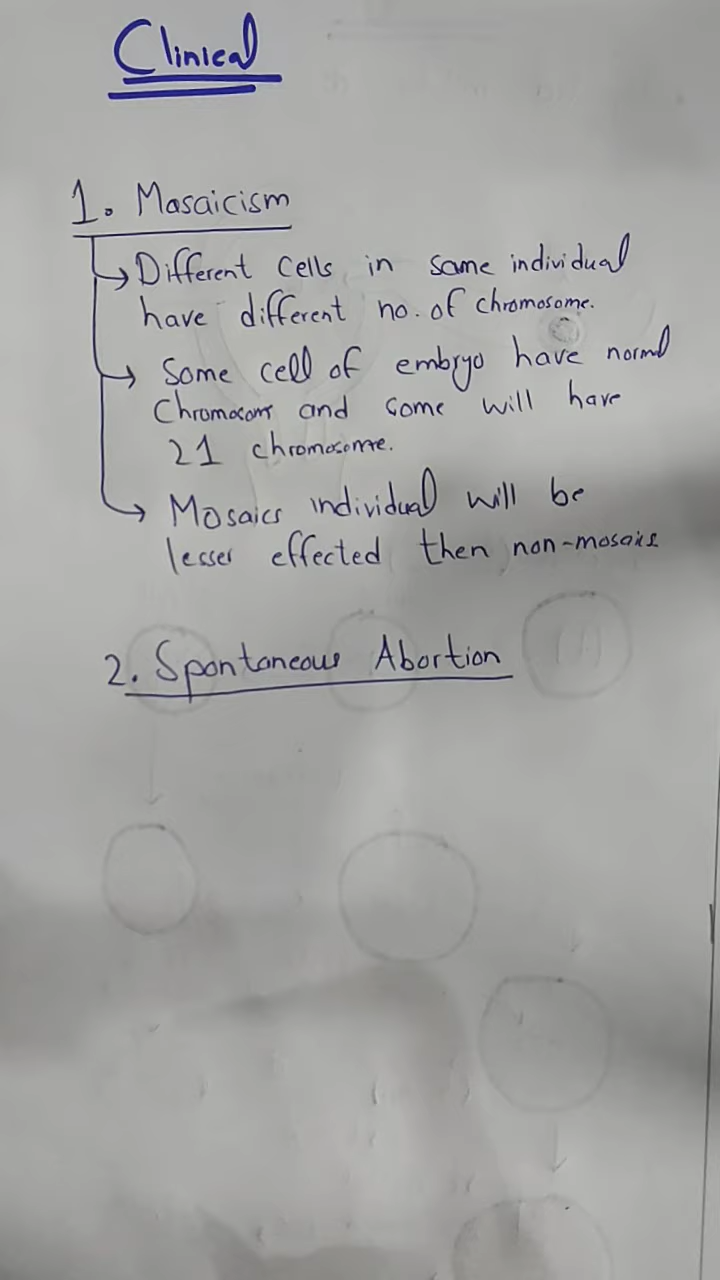 Clinical
1. Mosaicism
Different cells in same individual
have different no. of chromosome.
Some cell of embryo have normal
Chromosom and some will have
21 chromosome.
Mosaics individual will be
lesser effected then non-mosaics
2. Spontaneous Abortion